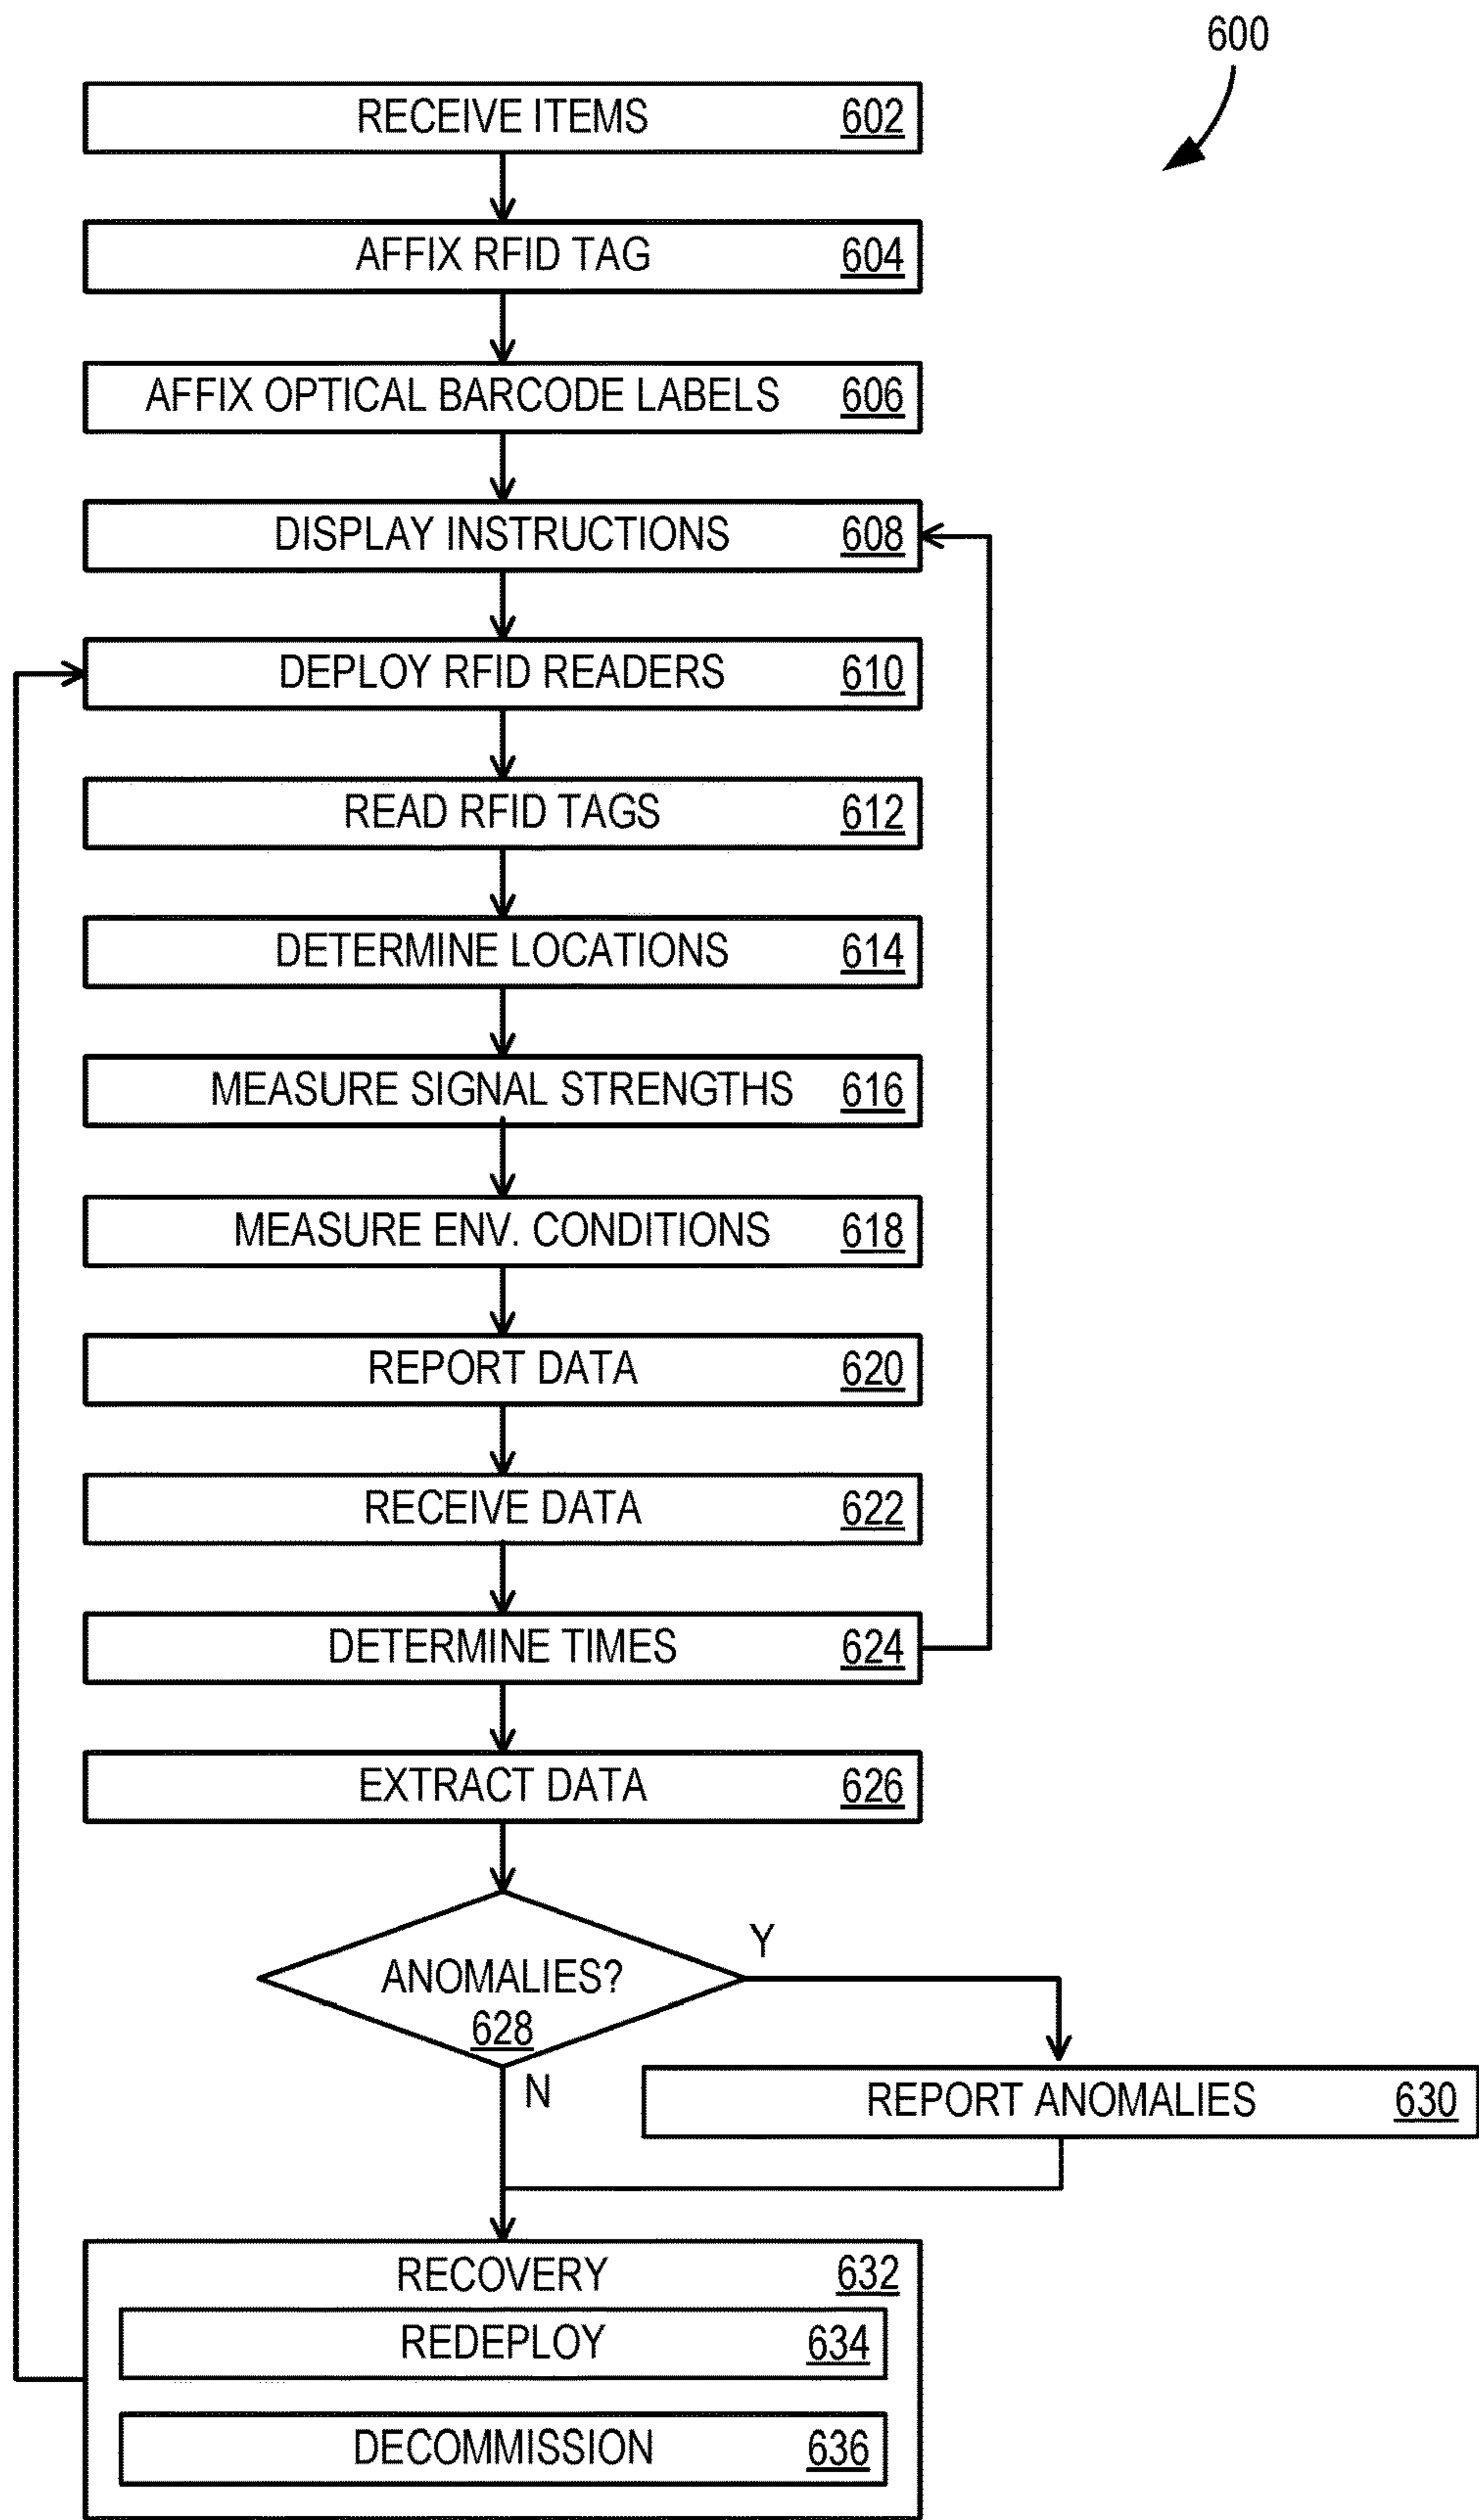 600
RECEIVE ITEMS 602
AFFIX RFID TAG 604
AFFIX OPTICAL BARCODE LABELS 606
DISPLAY INSTRUCTIONS 608
DEPLOY RFID READERS 610
READ RFID TAGS 612
DETERMINE LOCATIONS 614
MEASURE SIGNAL STRENGTHS 616
MEASURE ENV. CONDITIONS 618
REPORT DATA 620
RECEIVE DATA 622
DETERMINE TIMES 624
EXTRACT DATA 626
Y
ANOMALIES?
628
N
REPORT ANOMALIES 630
RECOVERY 632
REDEPLOY 634
DECOMMISSION 636